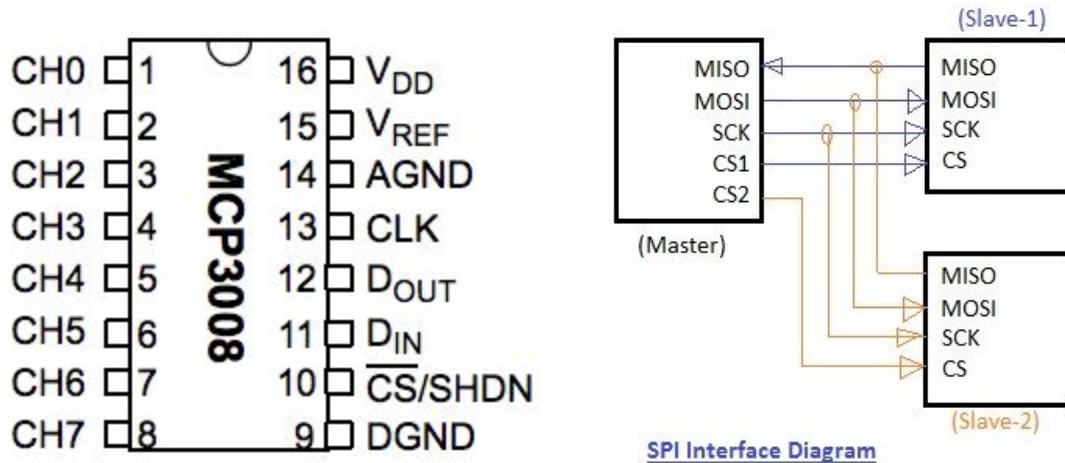 CH0 1 16 VDD
CH1 2 15 VREF
CH2 3 14 AGND
CH3 4 13 CLK
CH4 5 12 DOUT
CH5 6 11 DIN
CH6 7 10 CS/SHDN
CH7 8 9 DGND
MCP3008
(Slave-1)
MISO
MOSI
SCK
CS1
CS2
(Master)
MISO
MOSI
SCK
CS
MISO
MOSI
SCK
CS
(Slave-2)
SPI Interface Diagram